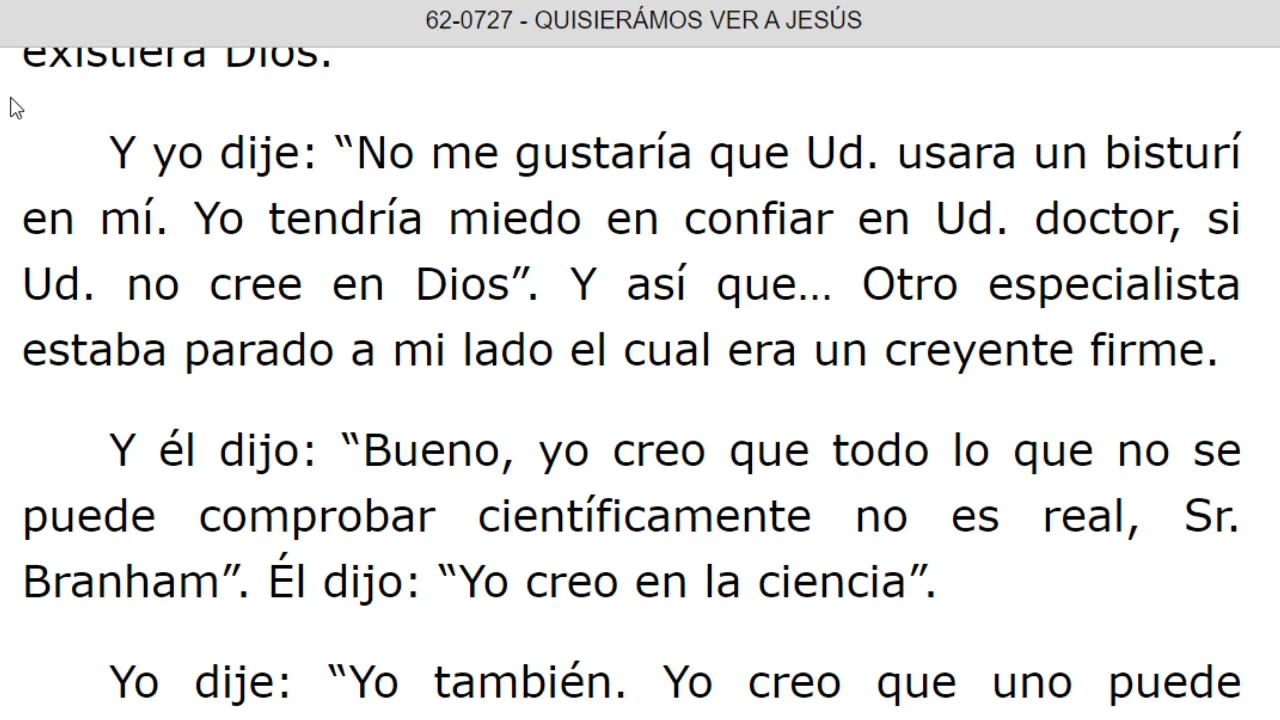 62-0727 - QUISIERÁMOS VER A JESÚS
existiera Dios.
Y yo dije: “No me gustaría que Ud. usara un bisturí
en mí. Yo tendría miedo en confiar en Ud. doctor, si
Ud. no cree en Dios”. Y así que... Otro especialista
estaba parado a mi lado el cual era un creyente firme.
Y él dijo: “Bueno, yo creo que todo lo que no se
puede comprobar científicamente no es real, Sr.
Branham”. Él dijo: “Yo creo en la ciencia”.
Yo dije: “Yo también. Yo creo que uno puede